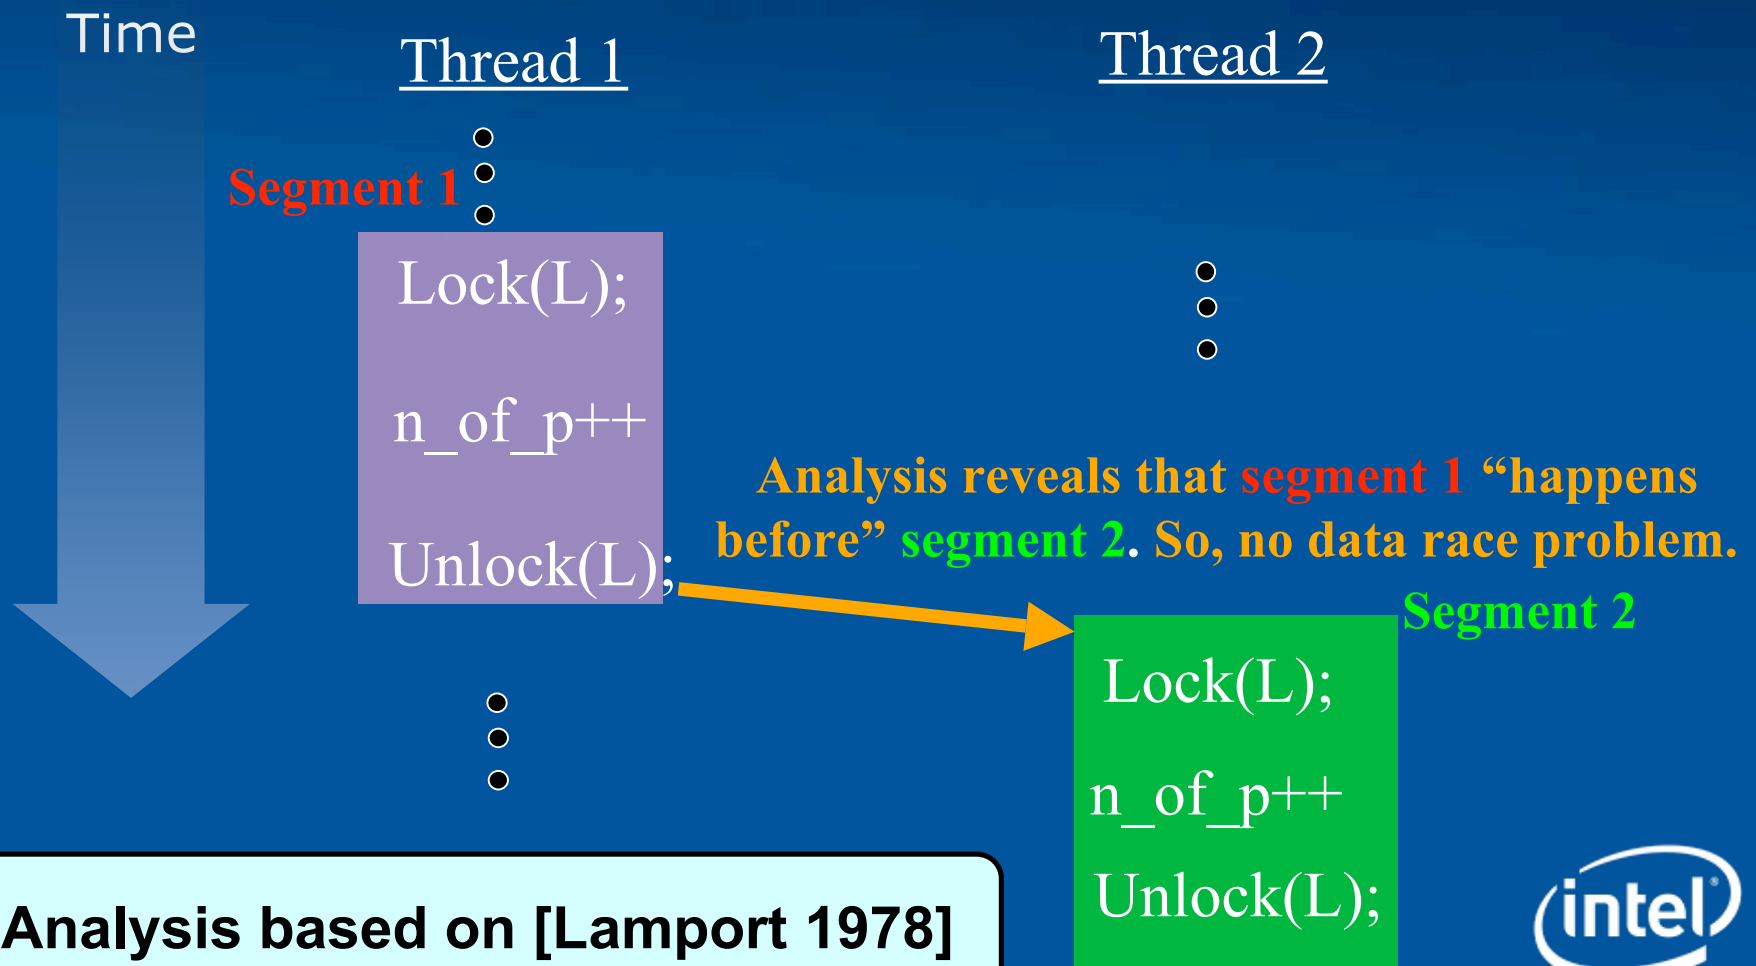 Time
Thread 1
Thread 2
Segment 1
Lock(L);
n_of_p++
Unlock(L);
Analysis reveals that segment 1 “happens
before” segment 2. So, no data race problem.
Segment 2
Lock(L);
n_of_p++
Unlock(L);
Analysis based on [Lamport 1978]
intel